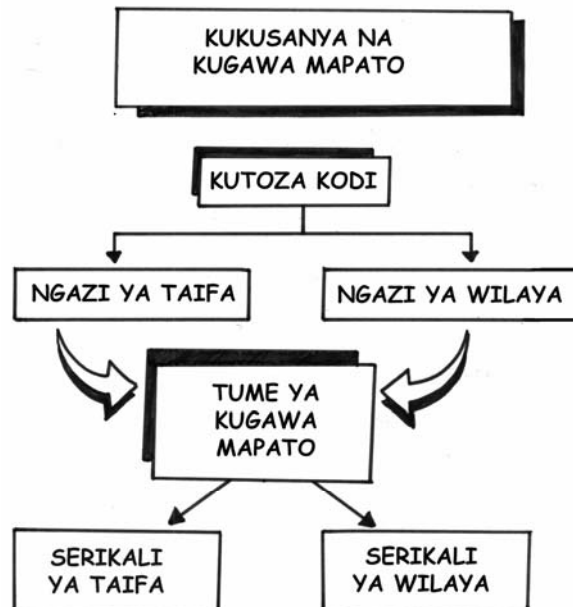 KUKUSANYA NA
KUGAWA MAPATO
KUTOZA KODI
NGAZI YA TAIFA
NGAZI YA WILAYA
TUME YA
KUGAWA
MAPATO
SERIKALI
YA TAIFA
SERIKALI
YA WILAYA